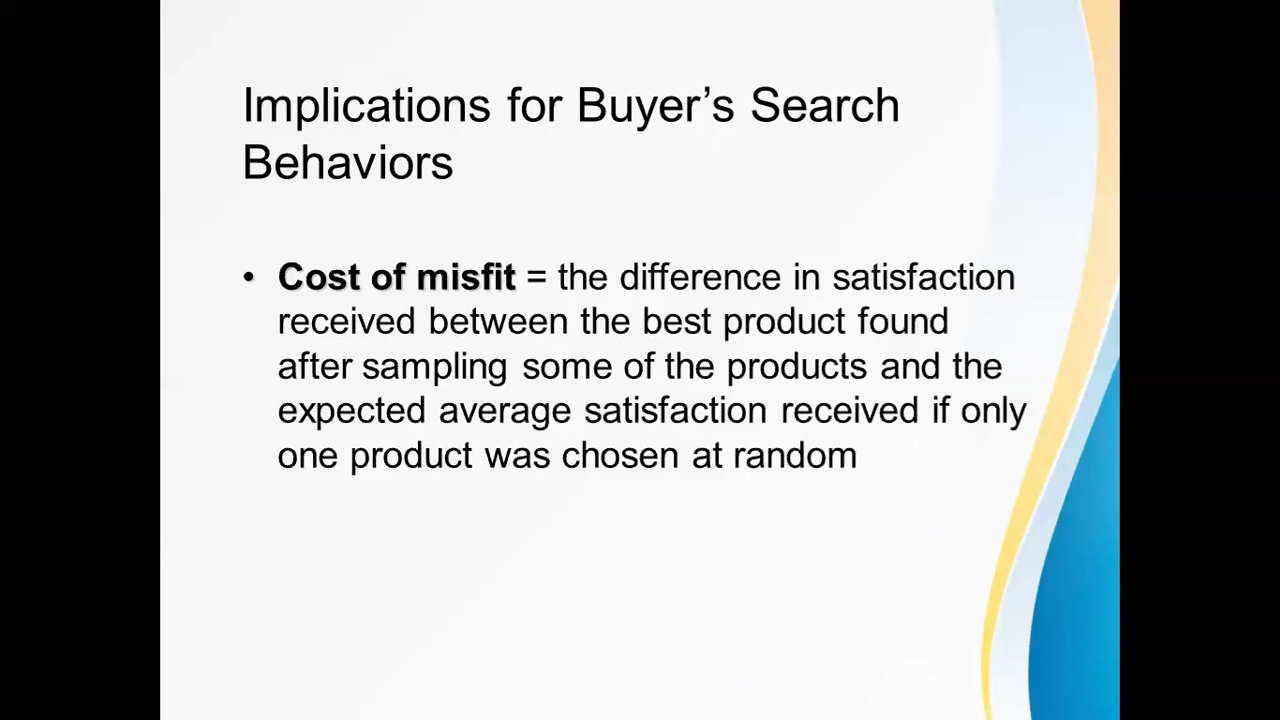 Implications for Buyer’s Search
Behaviors
• Cost of misfit = the difference in satisfaction
received between the best product found
after sampling some of the products and the
expected average satisfaction received if only
one product was chosen at random